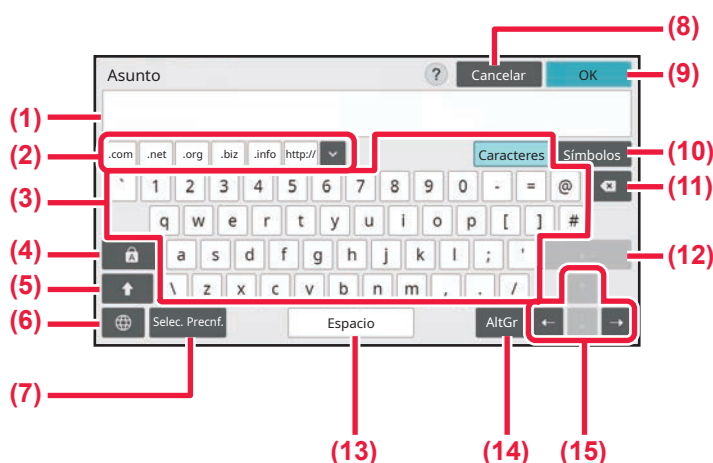 (8)
Asunto ? Cancelar OK (9)
(1)
(2) .com .net .org .biz .info http:// Caracteres Símbolos (10)
(3) ` 1 2 3 4 5 6 7 8 9 0 - = @ (11)
q w e r t y u i o p [ ] #
(4) A a s d f g h j k l ; ' (12)
(5) \ z x c v b n m , . /
(6) Selec. Precnf. Espacio AltGr ← ↓ →
(7)
(13) (14) (15)